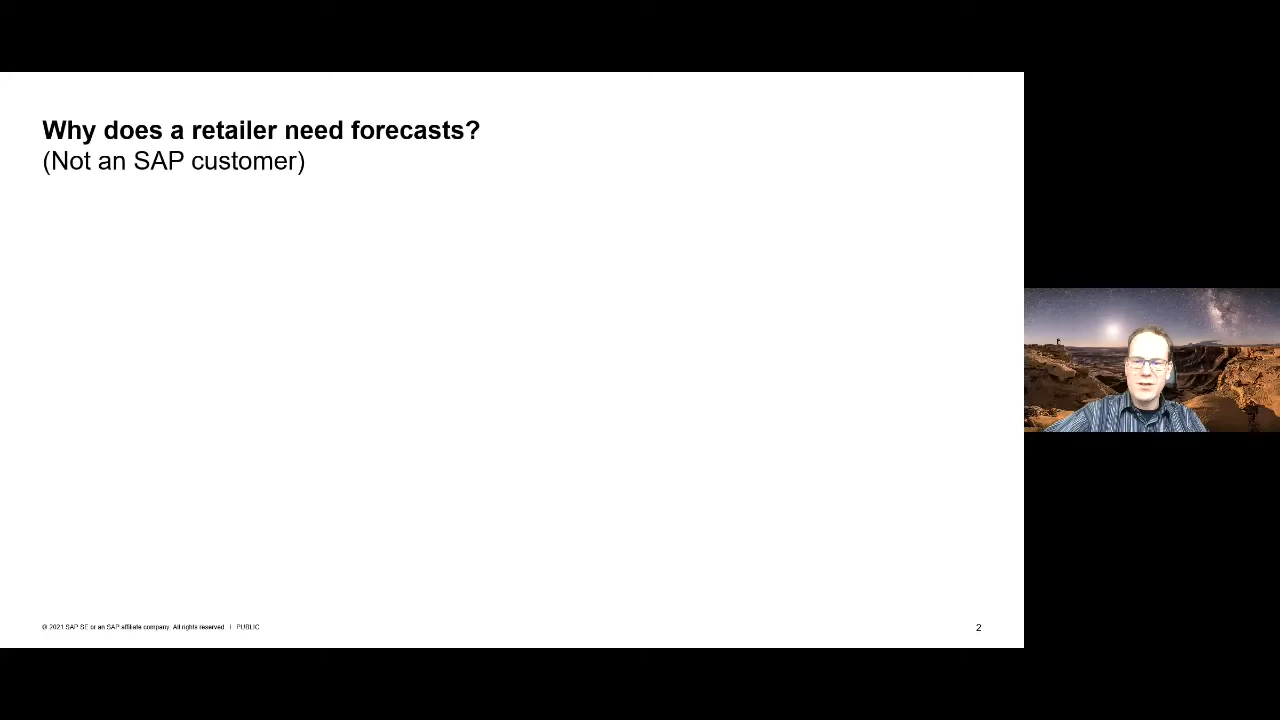 Why does a retailer need forecasts?
(Not an SAP customer)
© 2021 SAP SE or an SAP affiliate company. All rights reserved. I PUBLIC
2